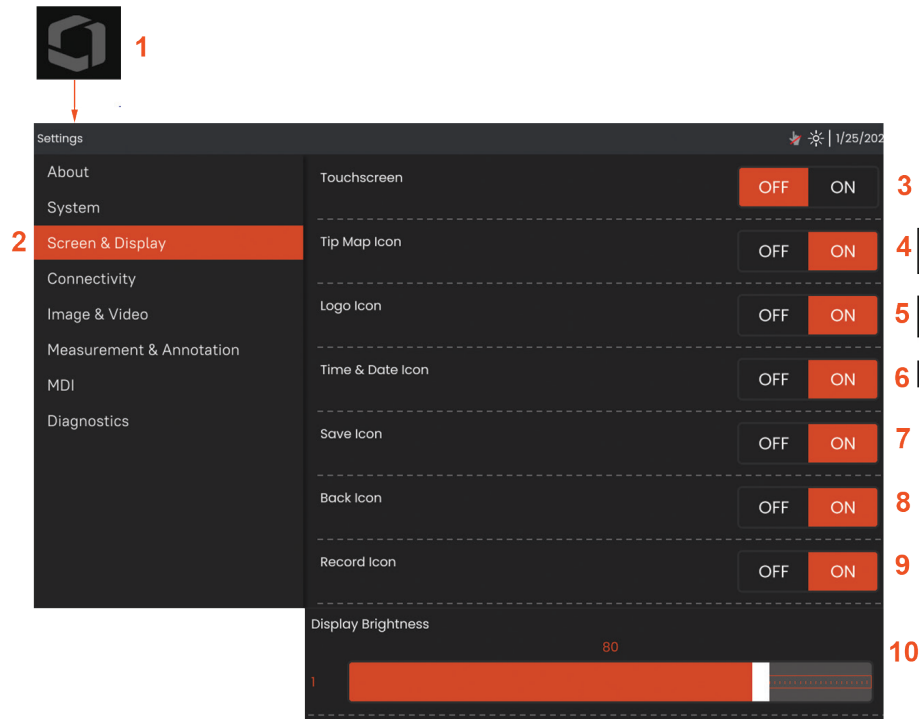 1
Settings 1/25/202
About
System
2 Screen & Display
Connectivity
Image & Video
Measurement & Annotation
MDI
Diagnostics
Touchscreen OFF ON 3
Tip Map Icon OFF ON 4
Logo Icon OFF ON 5
Time & Date Icon OFF ON 6
Save Icon OFF ON 7
Back Icon OFF ON 8
Record Icon OFF ON 9
Display Brightness
80
1
10